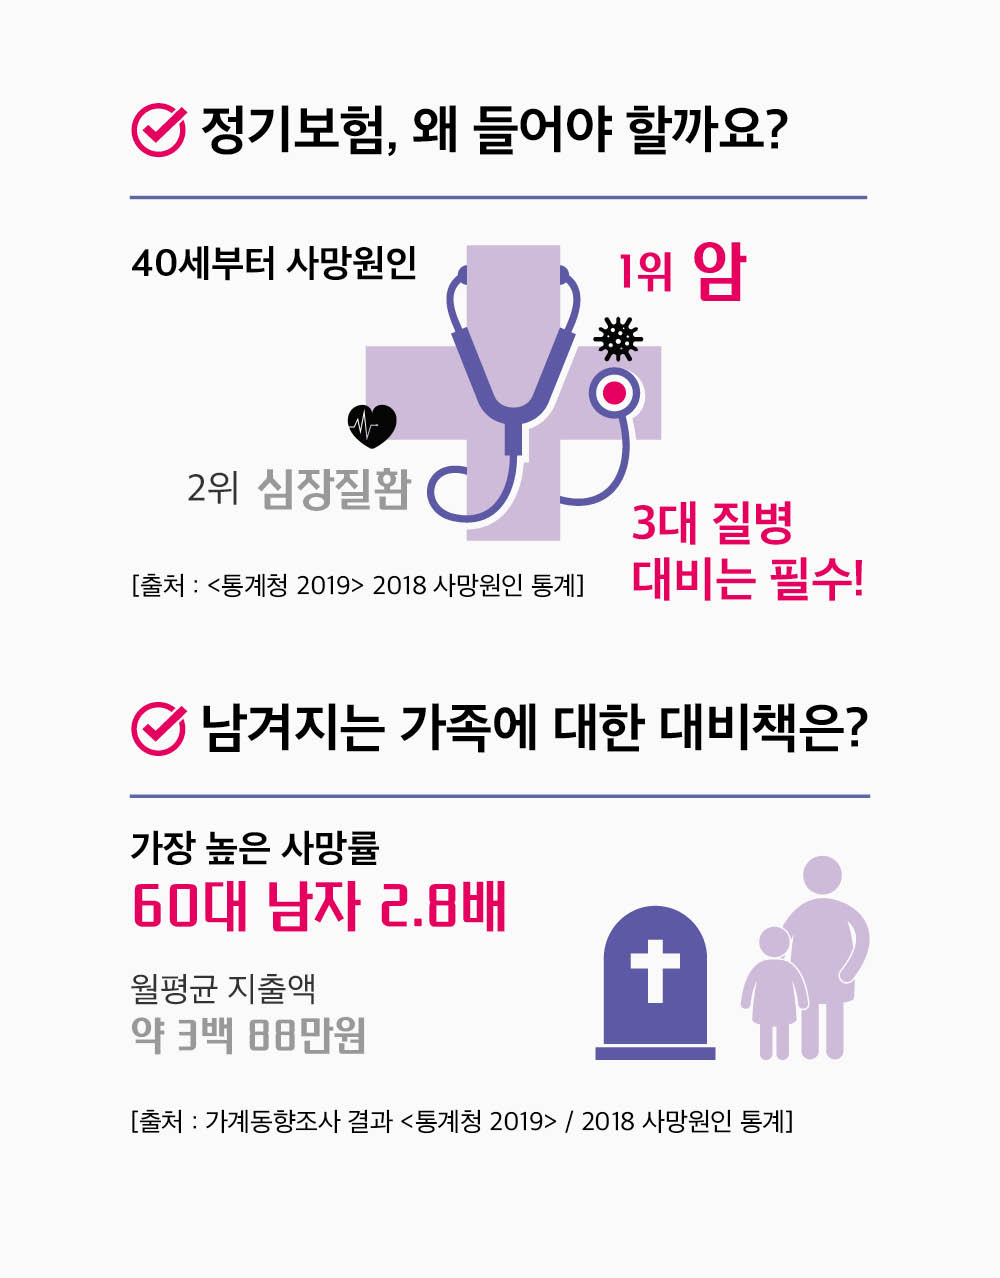 정기보험, 왜 들어야 할까요?
40세부터 사망원인
1위 암
2위 심장질환
3대 질병
대비는 필수!
[출처 : <통계청 2019> 2018 사망원인 통계]
남겨지는 가족에 대한 대비책은?
가장 높은 사망률
60대 남자 2.8배
월평균 지출액
약 3백 88만원
[출처 : 가계동향조사 결과 <통계청 2019> / 2018 사망원인 통계]